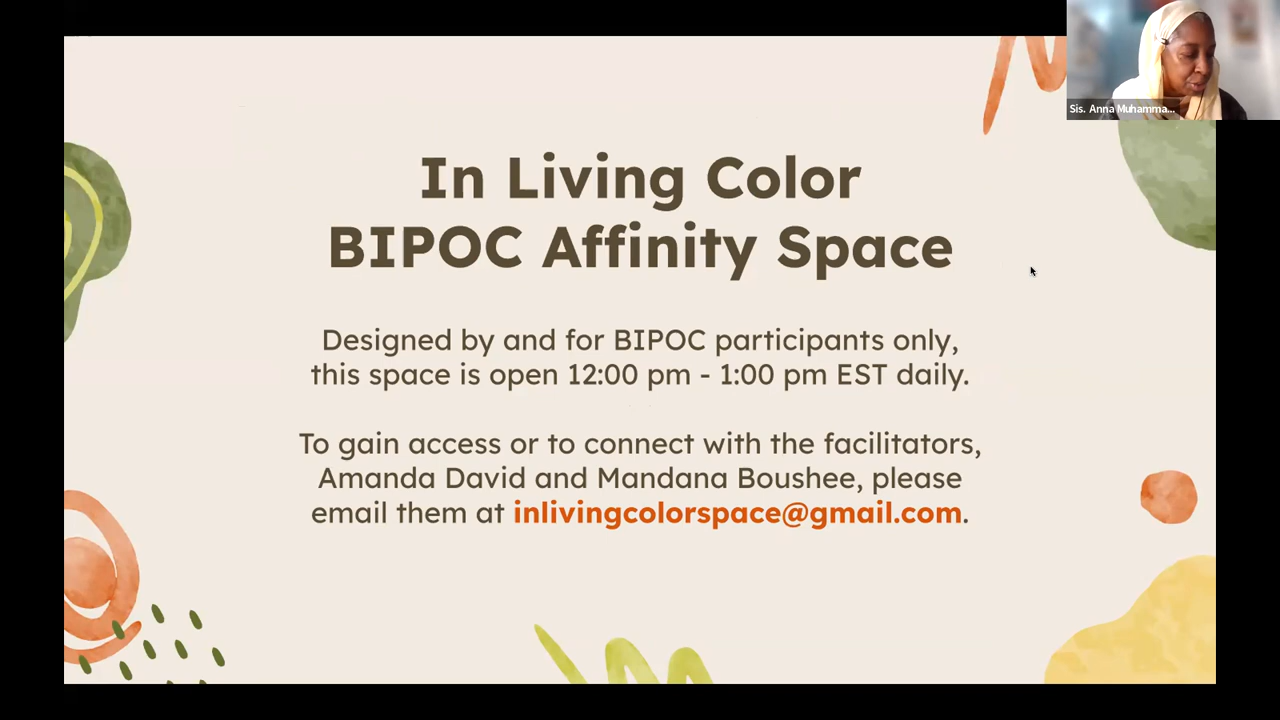 In Living Color
BIPOC Affinity Space
Designed by and for BIPOC participants only,
this space is open 12:00 pm - 1:00 pm EST daily.
To gain access or to connect with the facilitators,
Amanda David and Mandana Boushee, please
email them at inlivingcolorspace@gmail.com.
Sis. Anna Muhamma...